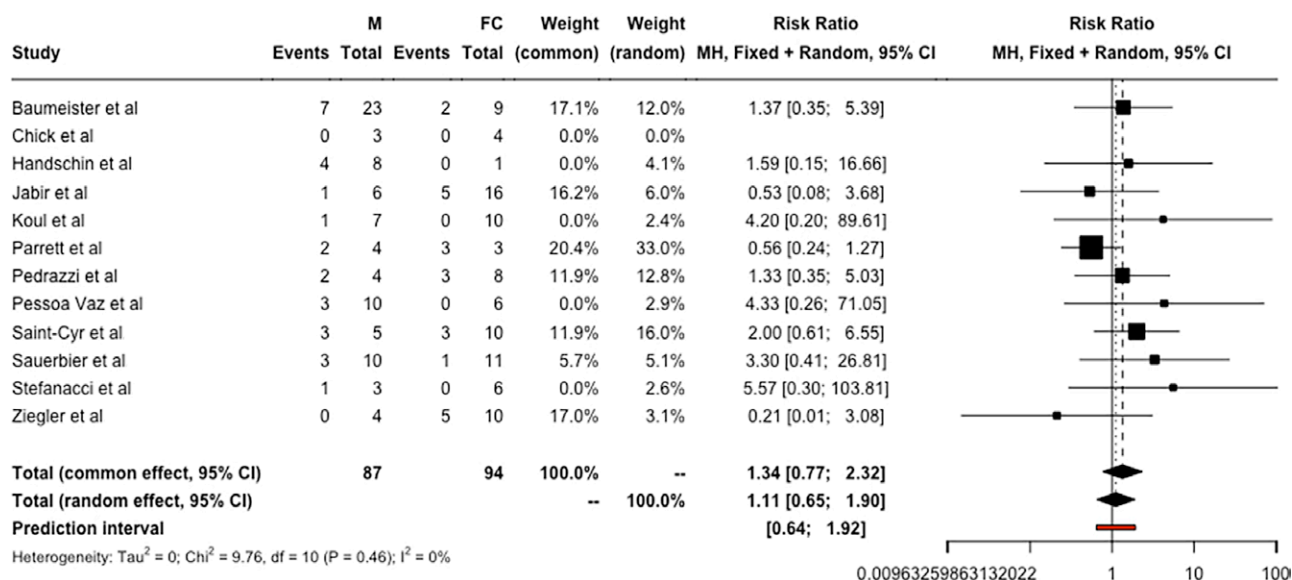 M FC Weight Weight Risk Ratio Risk Ratio
Study Events Total Events Total (common) (random) MH, Fixed + Random, 95% CI MH, Fixed + Random, 95% CI
Baumeister et al 7 23 2 9 17.1% 12.0% 1.37 [0.35; 5.39]
Chick et al 0 3 0 4 0.0% 0.0%
Handschin et al 4 8 0 1 0.0% 4.1% 1.59 [0.15; 16.66]
Jabir et al 1 6 5 16 16.2% 6.0% 0.53 [0.08; 3.68]
Koul et al 1 7 0 10 0.0% 2.4% 4.20 [0.20; 89.61]
Parrett et al 2 4 3 3 20.4% 33.0% 0.56 [0.24; 1.27]
Pedrazzi et al 2 4 3 8 11.9% 12.8% 1.33 [0.35; 5.03]
Pessoa Vaz et al 3 10 0 6 0.0% 2.9% 4.33 [0.26; 71.05]
Saint-Cyr et al 3 5 3 10 11.9% 16.0% 2.00 [0.61; 6.55]
Sauerbier et al 3 10 1 11 5.7% 5.1% 3.30 [0.41; 26.81]
Stefanacci et al 1 3 0 6 0.0% 2.6% 5.57 [0.30; 103.81]
Ziegler et al 0 4 5 10 17.0% 3.1% 0.21 [0.01; 3.08]
Total (common effect, 95% CI) 87 94 100.0% -- 1.34 [0.77; 2.32]
Total (random effect, 95% CI) -- 100.0% 1.11 [0.65; 1.90]
Prediction interval [0.64; 1.92]
Heterogeneity: Tau² = 0; Chi² = 9.76, df = 10 (P = 0.46); I² = 0%
0.00963259863132022 1 10 100